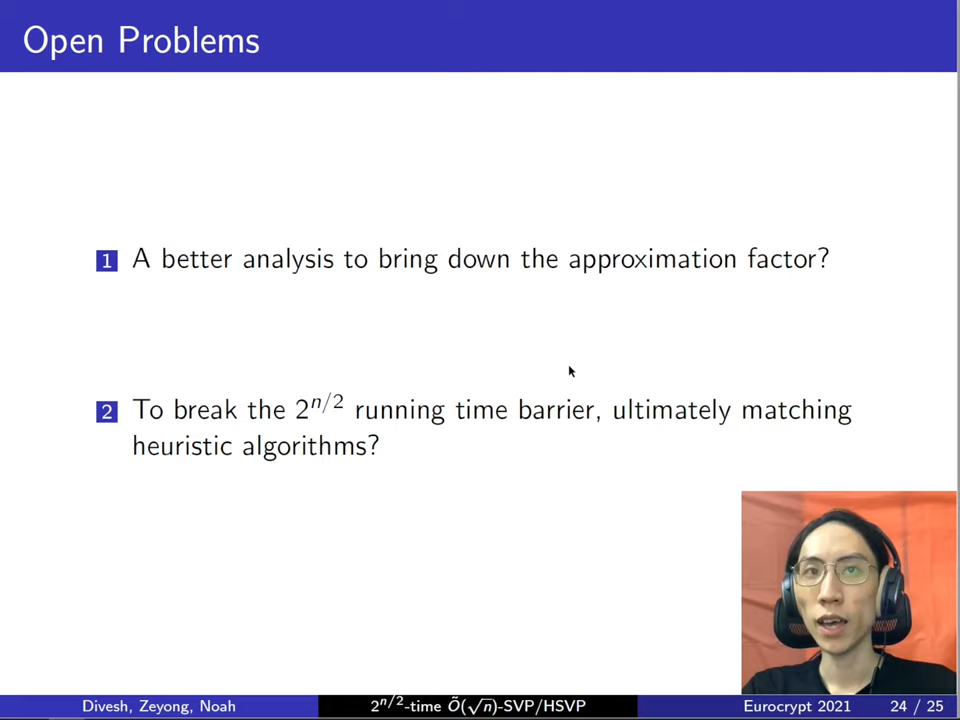 Open Problems
1 A better analysis to bring down the approximation factor?
2 To break the 2^{n/2} running time barrier, ultimately matching
heuristic algorithms?
Divesh, Zeyong, Noah 2^{n/2}-time Õ(√n)-SVP/HSVP Eurocrypt 2021 24 / 25